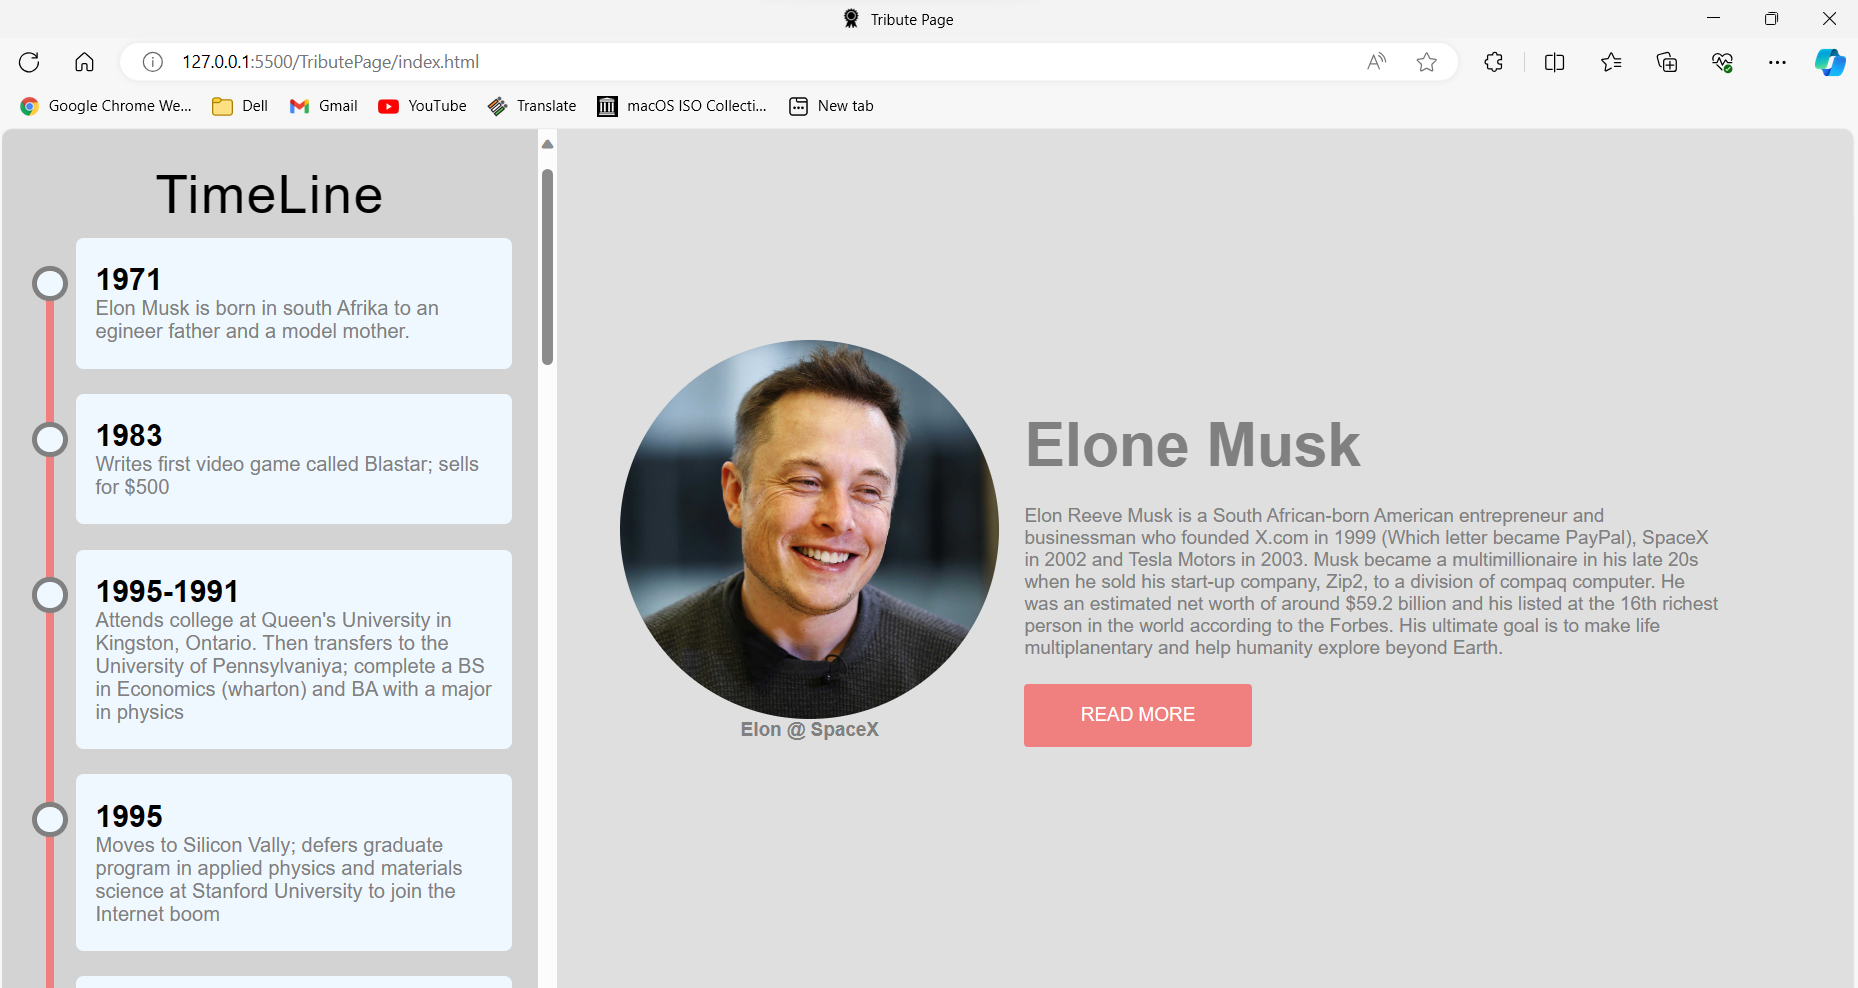 Tribute Page
127.0.0.1:5500/TributePage/index.html
Google Chrome We...
Dell
Gmail
YouTube
Translate
macOS ISO Collecti...
New tab
TimeLine
1971
Elon Musk is born in south Afrika to an
egineer father and a model mother.
1983
Writes first video game called Blastar; sells
for $500
1995-1991
Attends college at Queen's University in
Kingston, Ontario. Then transfers to the
University of Pennsylvaniya; complete a BS
in Economics (wharton) and BA with a major
in physics
1995
Moves to Silicon Vally; defers graduate
program in applied physics and materials
science at Stanford University to join the
Internet boom
Elon @ SpaceX
Elone Musk
Elon Reeve Musk is a South African-born American entrepreneur and
businessman who founded X.com in 1999 (Which letter became PayPal), SpaceX
in 2002 and Tesla Motors in 2003. Musk became a multimillionaire in his late 20s
when he sold his start-up company, Zip2, to a division of compaq computer. He
was an estimated net worth of around $59.2 billion and his listed at the 16th richest
person in the world according to the Forbes. His ultimate goal is to make life
multiplanentary and help humanity explore beyond Earth.
READ MORE